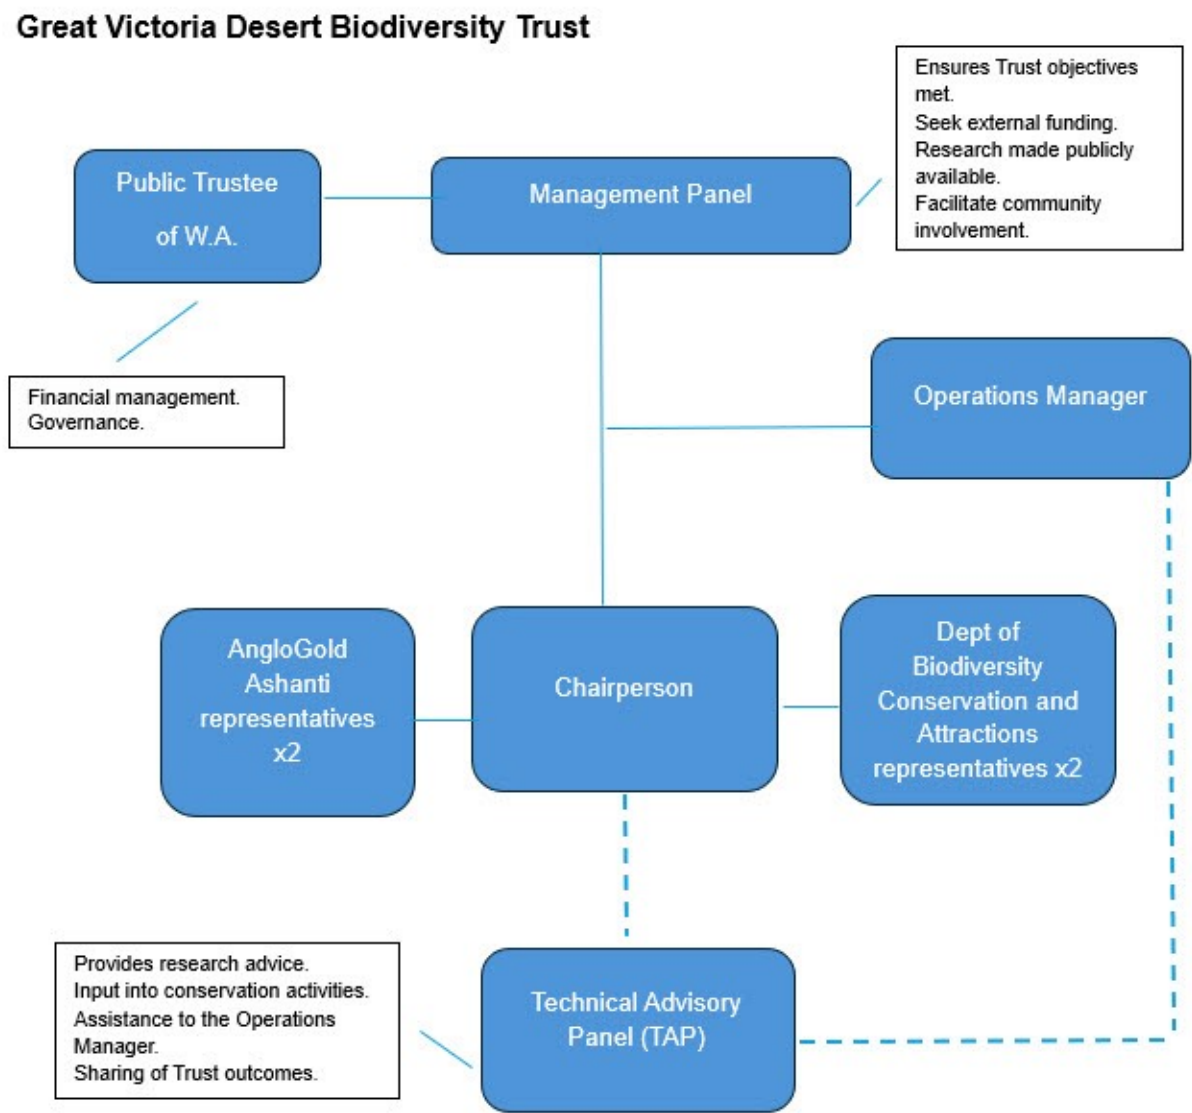 Great Victoria Desert Biodiversity Trust
Ensures Trust objectives
met.
Seek external funding.
Research made publicly
available.
Facilitate community
involvement.
Public Trustee
of W.A.
Management Panel
Financial management.
Governance.
Operations Manager
AngloGold
Ashanti
representatives
x2
Chairperson
Dept of
Biodiversity
Conservation and
Attractions
representatives x2
Provides research advice.
Input into conservation activities.
Assistance to the Operations
Manager.
Sharing of Trust outcomes.
Technical Advisory
Panel (TAP)